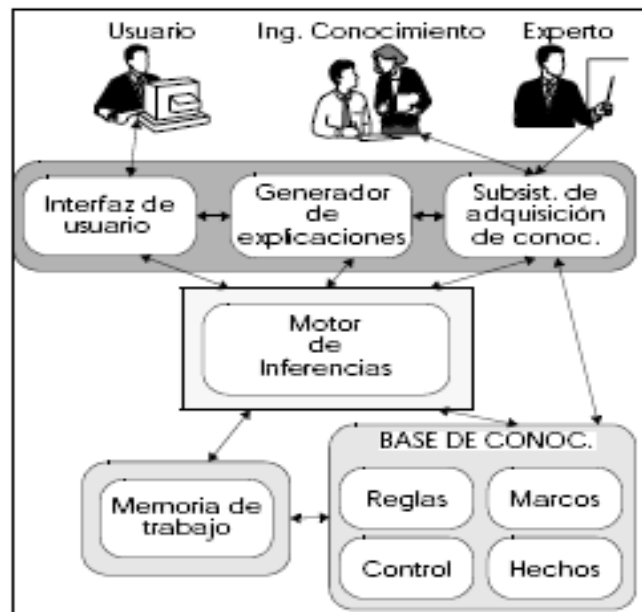 Usuario
Ing. Conocimiento
Experto
Interfaz de
usuario
Generador
de
explicaciones
Subsist. de
adquisición
de conoc.
Motor
de
Inferencias
BASE DE CONOC.
Memoria de
trabajo
Reglas
Marcos
Control
Hechos